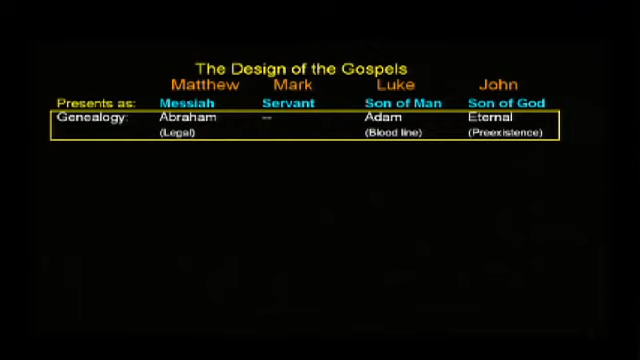 The Design of the Gospels
Matthew Mark Luke John
Presents as: Messiah Servant Son of Man Son of God
Genealogy: Abraham -- Adam Eternal
(Legal) (Blood line) (Preexistence)